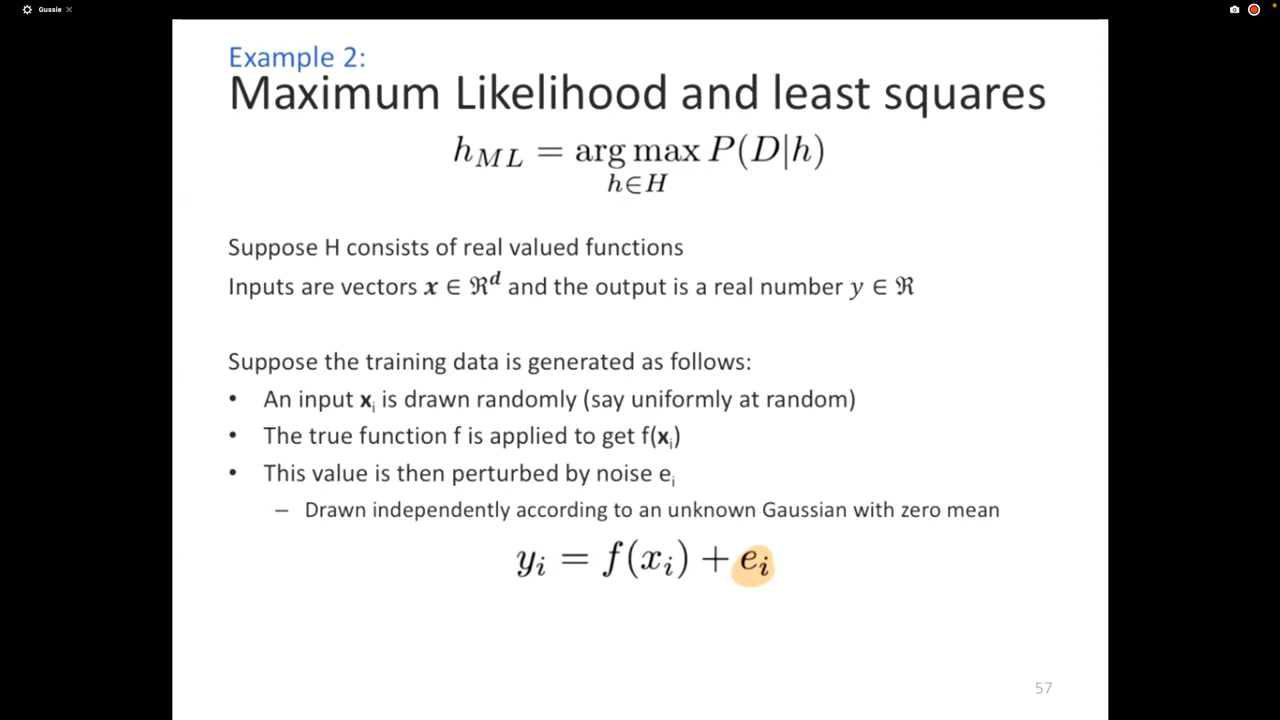 Gussie ×
Example 2:
Maximum Likelihood and least squares
h_ML = arg max P(D|h)
h∈H
Suppose H consists of real valued functions
Inputs are vectors x ∈ ℜ^d and the output is a real number y ∈ ℜ
Suppose the training data is generated as follows:
• An input x_i is drawn randomly (say uniformly at random)
• The true function f is applied to get f(x_i)
• This value is then perturbed by noise e_i
– Drawn independently according to an unknown Gaussian with zero mean
y_i = f(x_i) + e_i
57